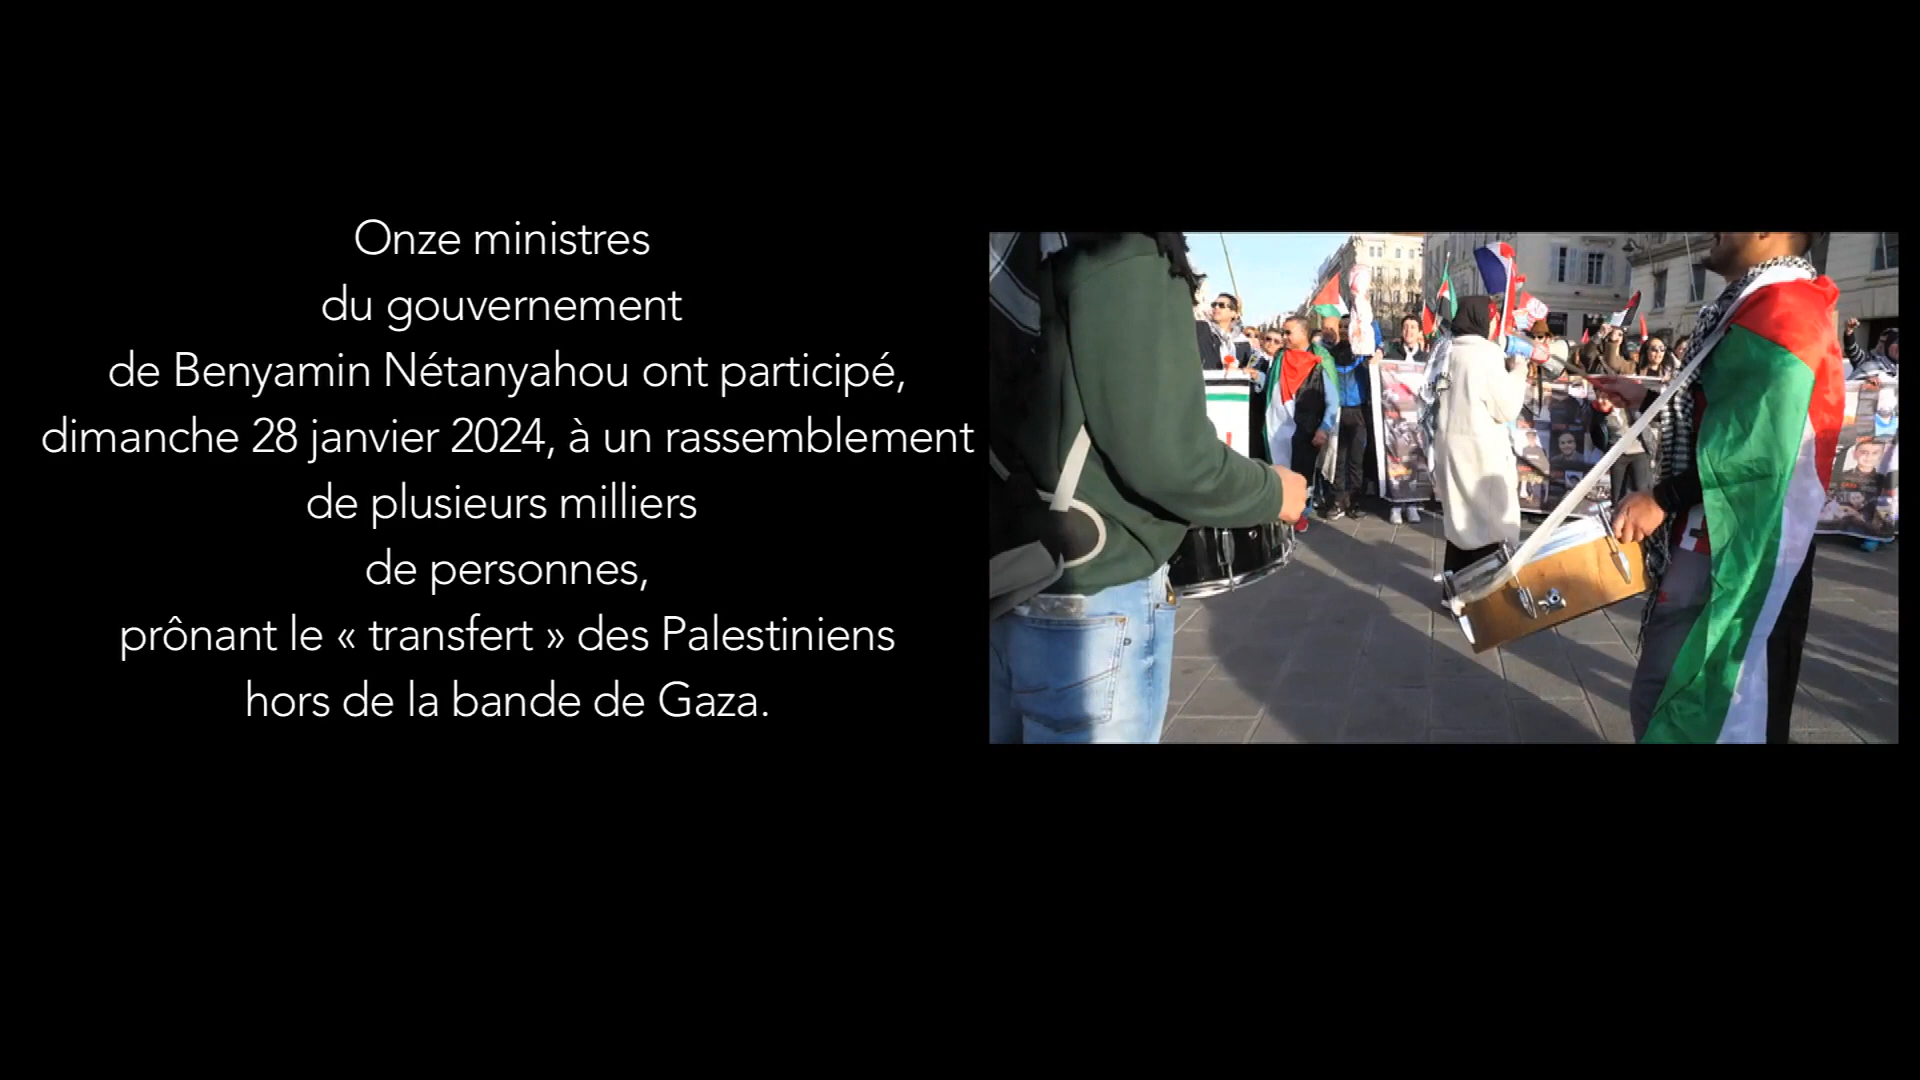 Onze ministres
du gouvernement
de Benyamin Nétanyahou ont participé,
dimanche 28 janvier 2024, à un rassemblement
de plusieurs milliers
de personnes,
prônant le « transfert » des Palestiniens
hors de la bande de Gaza.